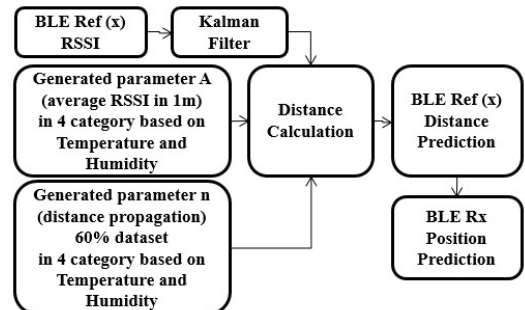 BLE Ref (x)
RSSI
Kalman
Filter
Generated parameter A
(average RSSI in 1m)
in 4 category based on
Temperature and
Humidity
Distance
Calculation
BLE Ref (x)
Distance
Prediction
Generated parameter n
(distance propagation)
60% dataset
in 4 category based on
Temperature and
Humidity
BLE Rx
Position
Prediction